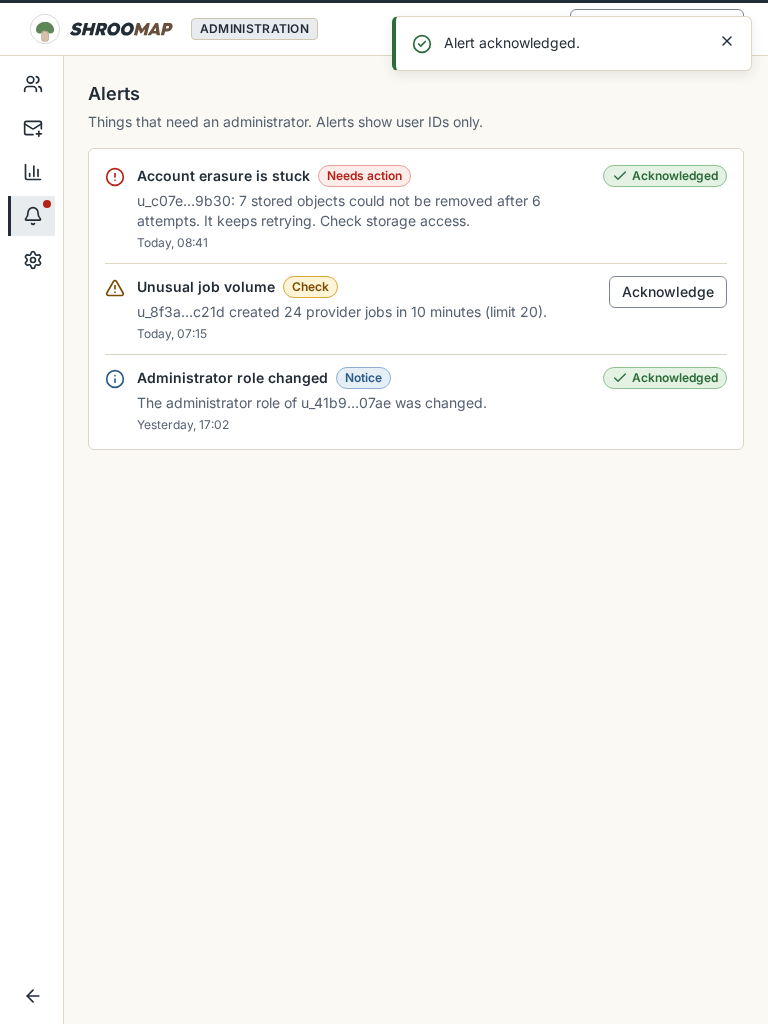 SHROOMAP
ADMINISTRATION
Alert acknowledged.
Alerts
Things that need an administrator. Alerts show user IDs only.
Account erasure is stuck
Needs action
Acknowledged
u_c07e...9b30: 7 stored objects could not be removed after 6
attempts. It keeps retrying. Check storage access.
Today, 08:41
Unusual job volume
Check
Acknowledge
u_8f3a...c21d created 24 provider jobs in 10 minutes (limit 20).
Today, 07:15
Administrator role changed
Notice
Acknowledged
The administrator role of u_41b9...07ae was changed.
Yesterday, 17:02